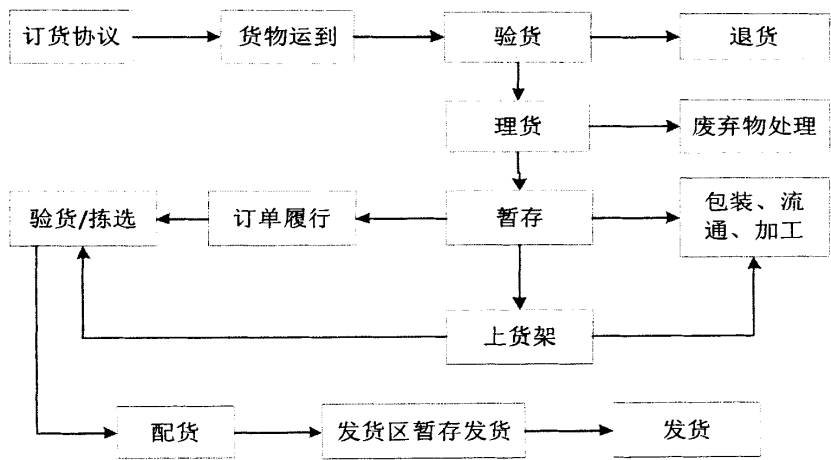 订货协议
货物运到
验货
退货
理货
废弃物处理
验货/拣选
订单履行
暂存
包装、流
通、加工
上货架
配货
发货区暂存发货
发货